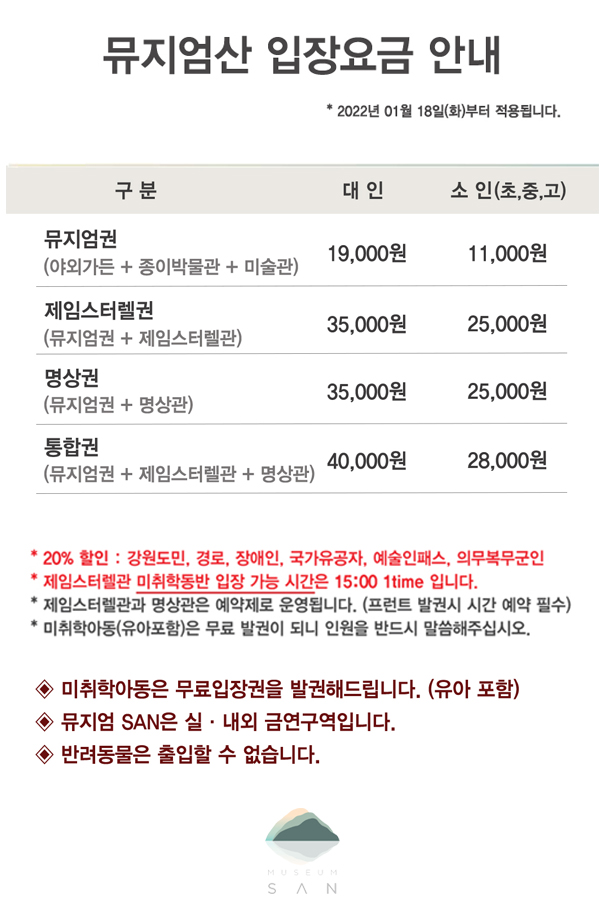 뮤지엄산 입장요금 안내
* 2022년 01월 18일(화)부터 적용됩니다.
구 분 대 인 소 인(초,중,고)
뮤지엄권
(야외가든 + 종이박물관 + 미술관) 19,000원 11,000원
제임스터렐권
(뮤지엄권 + 제임스터렐관) 35,000원 25,000원
명상권
(뮤지엄권 + 명상관) 35,000원 25,000원
통합권
(뮤지엄권 + 제임스터렐관 + 명상관) 40,000원 28,000원
* 20% 할인 : 강원도민, 경로, 장애인, 국가유공자, 예술인패스, 의무복무군인
* 제임스터렐관 미취학동반 입장 가능 시간은 15:00 1time 입니다.
* 제임스터렐관과 명상관은 예약제로 운영됩니다. (프런트 발권시 시간 예약 필수)
* 미취학아동(유아포함)은 무료 발권이 되니 인원을 반드시 말씀해주십시오.
◈ 미취학아동은 무료입장권을 발권해드립니다. (유아 포함)
◈ 뮤지엄 SAN은 실 · 내외 금연구역입니다.
◈ 반려동물은 출입할 수 없습니다.
MUSEUM
SAN